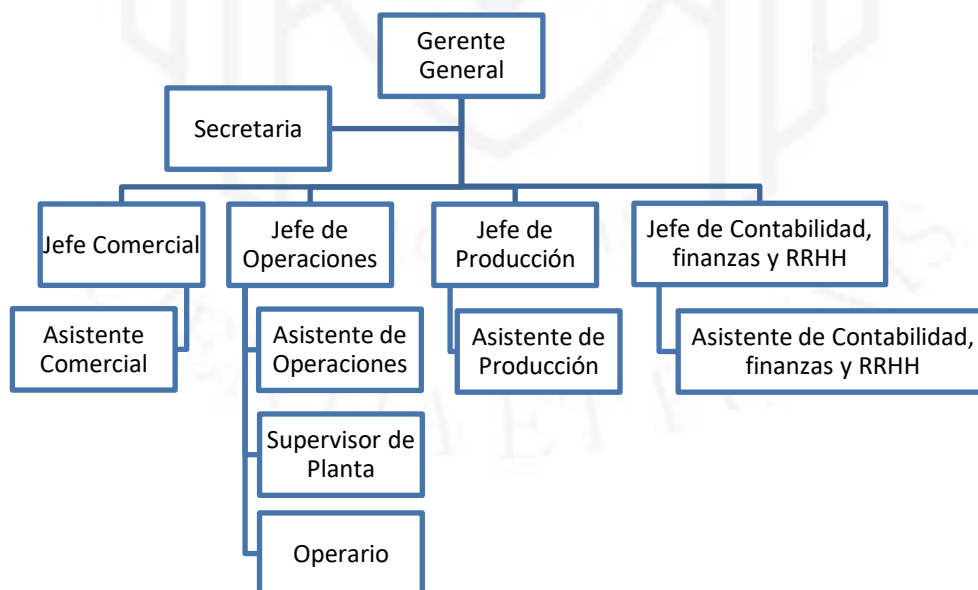 Gerente
General
Secretaria
Jefe Comercial
Jefe de
Operaciones
Jefe de
Producción
Jefe de Contabilidad,
finanzas y RRHH
Asistente
Comercial
Asistente de
Operaciones
Asistente de
Producción
Asistente de Contabilidad,
finanzas y RRHH
Supervisor de
Planta
Operario